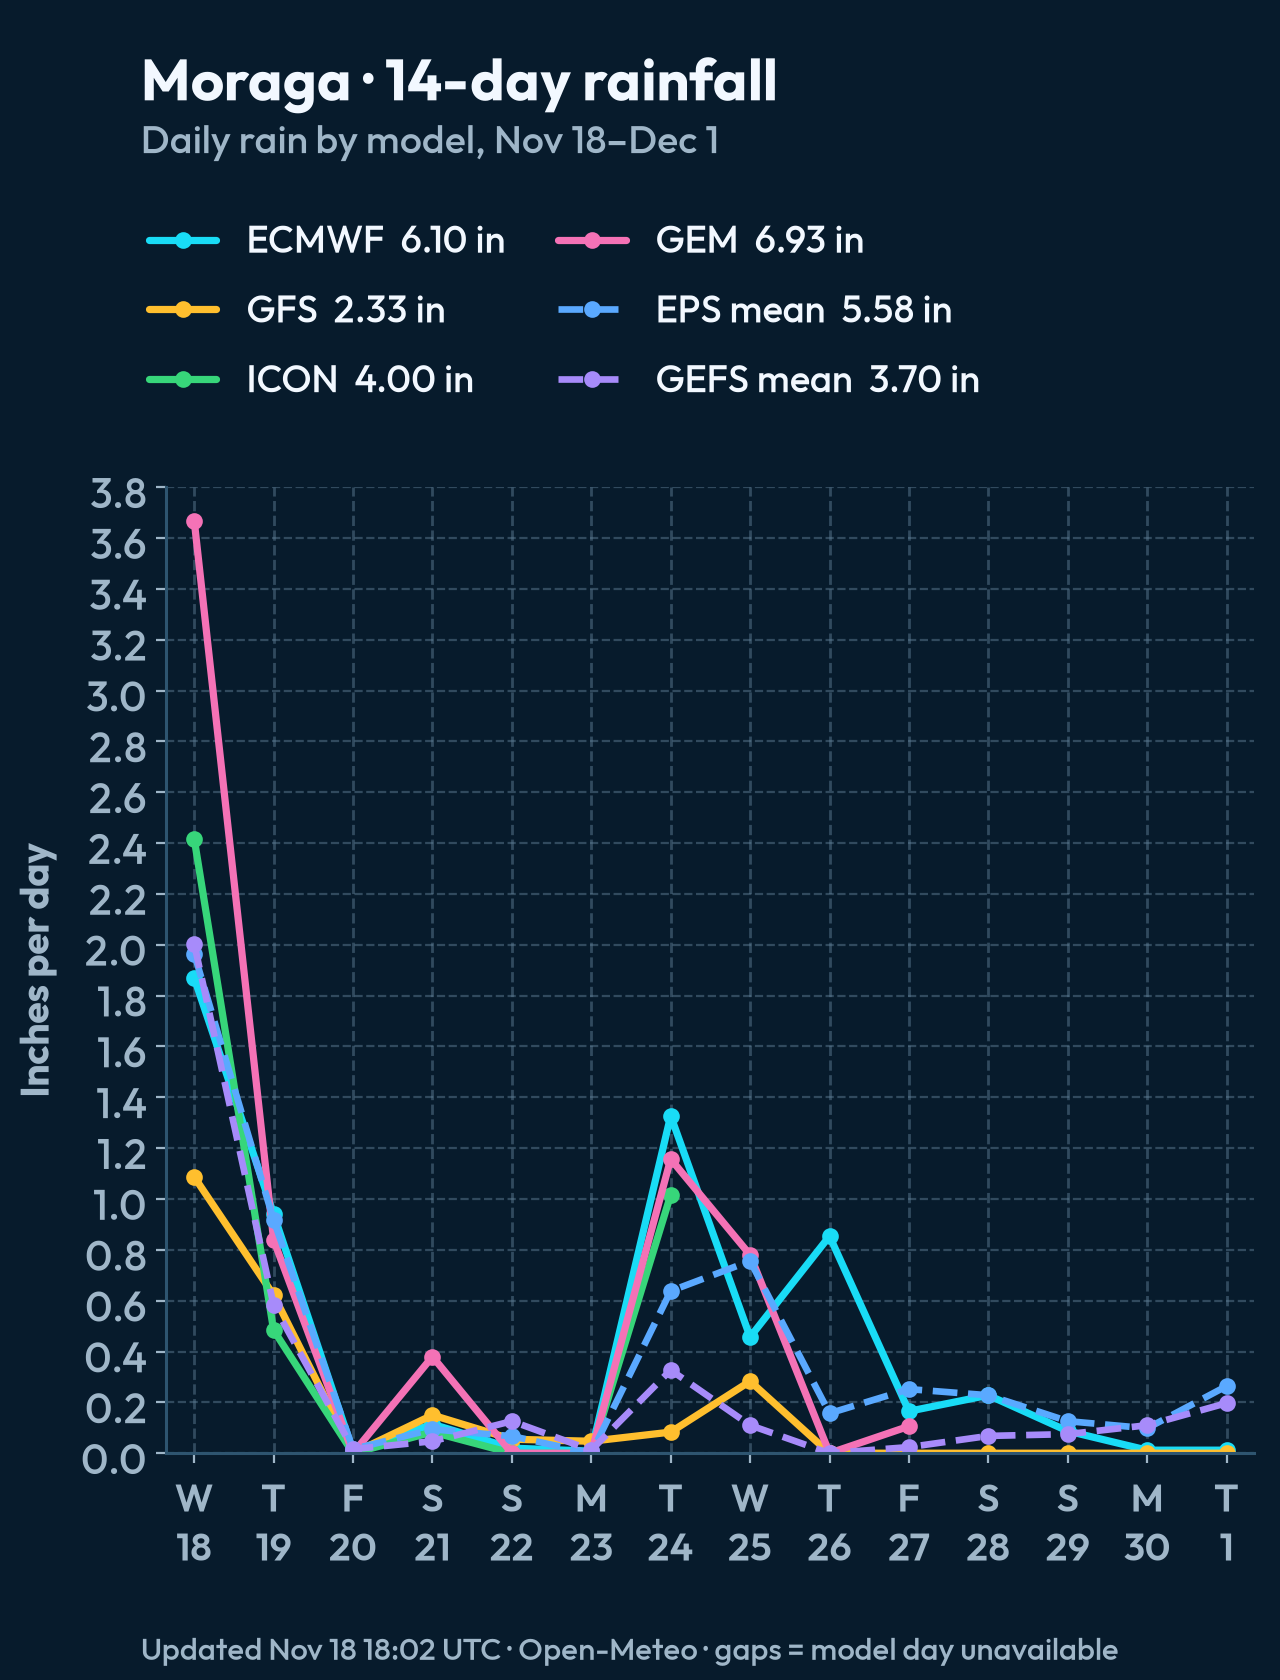 Moraga · 14-day rainfall
Daily rain by model, Nov 18–Dec 1
ECMWF 6.10 in
GEM 6.93 in
GFS 2.33 in
EPS mean 5.58 in
ICON 4.00 in
GEFS mean 3.70 in
Inches per day
3.8
3.6
3.4
3.2
3.0
2.8
2.6
2.4
2.2
2.0
1.8
1.6
1.4
1.2
1.0
0.8
0.6
0.4
0.2
0.0
W T F S S M T W T F S S M T
18 19 20 21 22 23 24 25 26 27 28 29 30 1
Updated Nov 18 18:02 UTC · Open-Meteo · gaps = model day unavailable